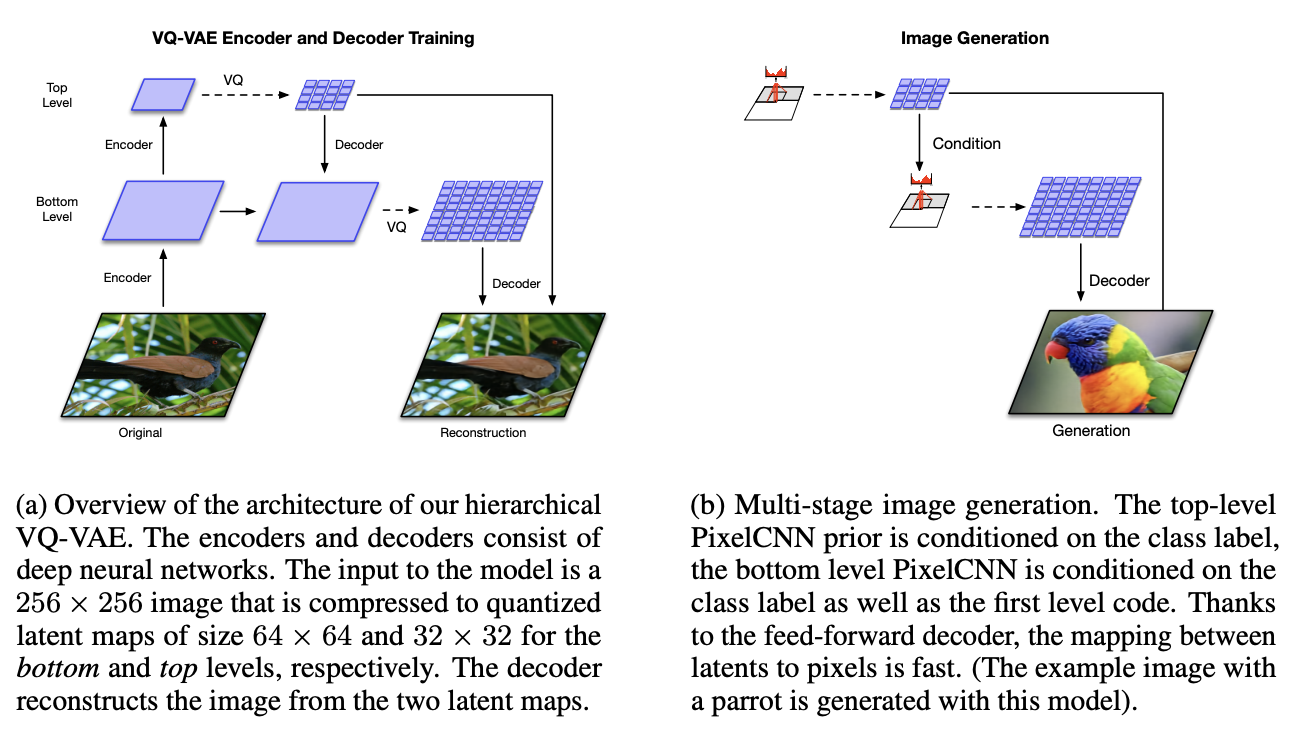 VQ-VAE Encoder and Decoder Training
Top
Level
VQ
Encoder
Decoder
Bottom
Level
VQ
Encoder
Decoder
Original
Reconstruction
(a) Overview of the architecture of our hierarchical
VQ-VAE. The encoders and decoders consist of
deep neural networks. The input to the model is a
256 × 256 image that is compressed to quantized
latent maps of size 64 × 64 and 32 × 32 for the
bottom and top levels, respectively. The decoder
reconstructs the image from the two latent maps.
Image Generation
Condition
Decoder
Generation
(b) Multi-stage image generation. The top-level
PixelCNN prior is conditioned on the class label,
the bottom level PixelCNN is conditioned on the
class label as well as the first level code. Thanks
to the feed-forward decoder, the mapping between
latents to pixels is fast. (The example image with
a parrot is generated with this model).